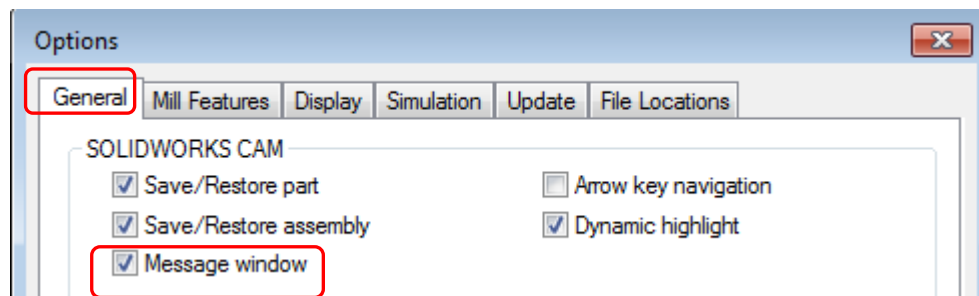 Options
General Mill Features Display Simulation Update File Locations
SOLIDWORKS CAM
Save/Restore part Arrow key navigation
Save/Restore assembly Dynamic highlight
Message window